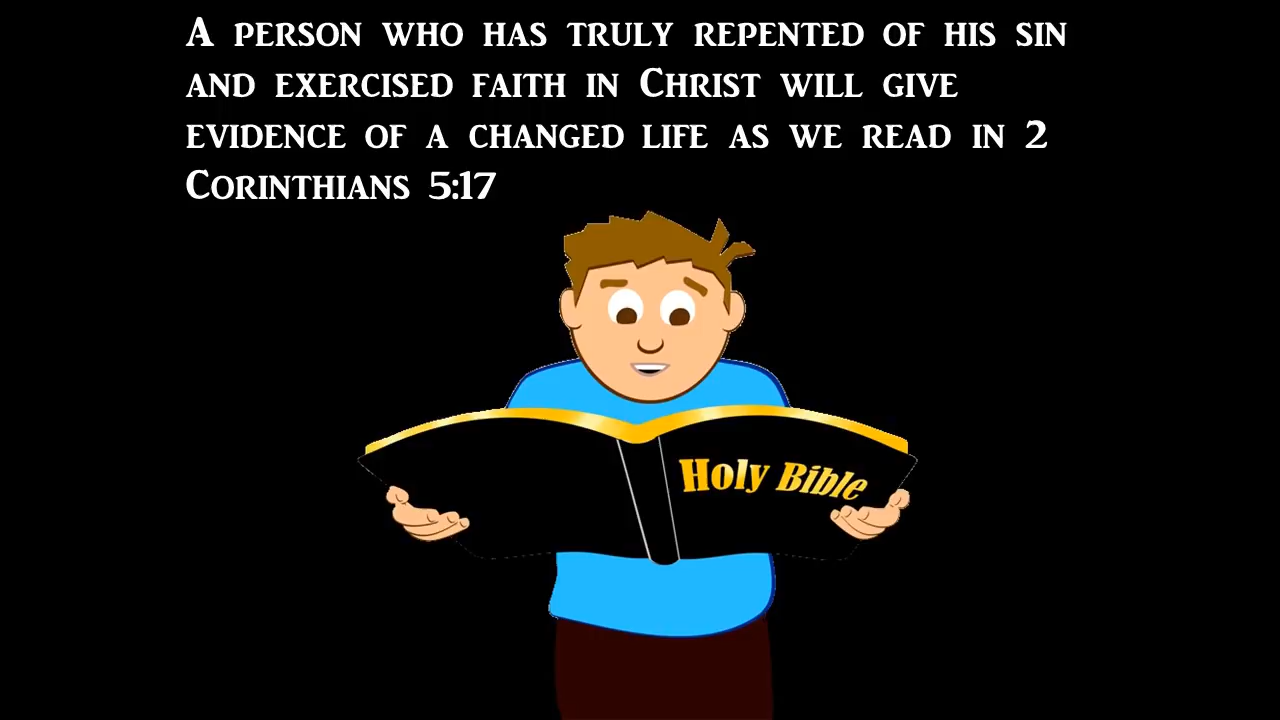 A person who has truly repented of his sin
and exercised faith in Christ will give
evidence of a changed life as we read in 2
Corinthians 5:17
Holy Bible